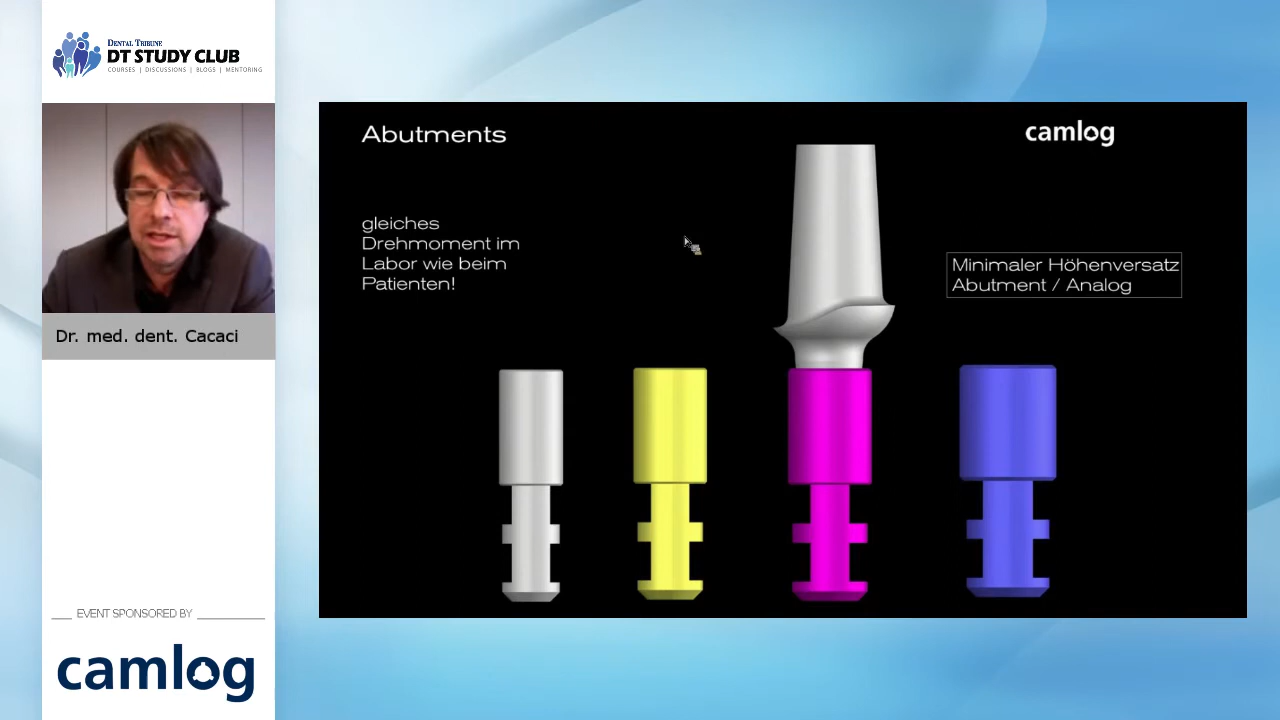 DENTAL TRIBUNE
DT STUDY CLUB
COURSES | DISCUSSIONS | BLOGS | MENTORING
Dr. med. dent. Cacaci
EVENT SPONSORED BY
camlog
Abutments
camlog
gleiches
Drehmoment im
Labor wie beim
Patienten!
Minimaler Höhenversatz
Abutment / Analog